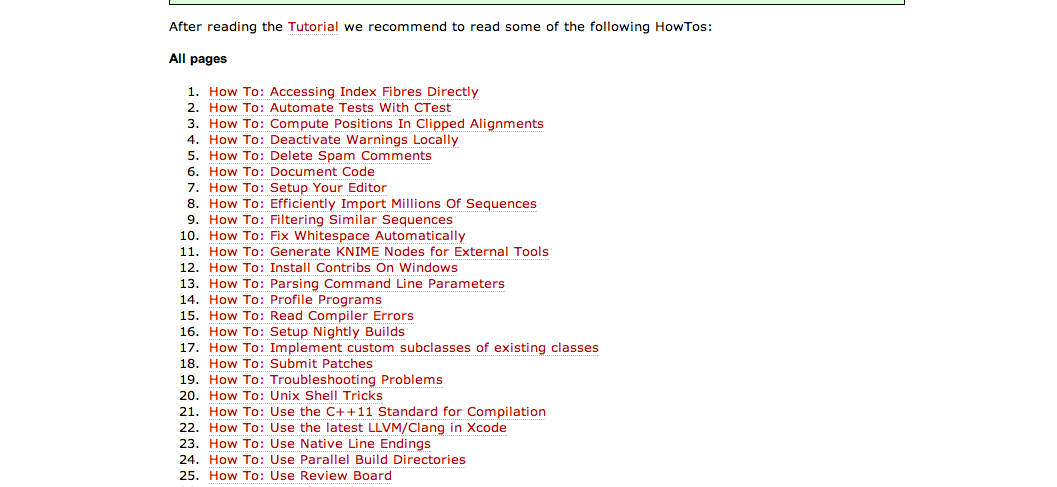 After reading the Tutorial we recommend to read some of the following HowTos:
All pages
1. How To: Accessing Index Fibres Directly
2. How To: Automate Tests With CTest
3. How To: Compute Positions In Clipped Alignments
4. How To: Deactivate Warnings Locally
5. How To: Delete Spam Comments
6. How To: Document Code
7. How To: Setup Your Editor
8. How To: Efficiently Import Millions Of Sequences
9. How To: Filtering Similar Sequences
10. How To: Fix Whitespace Automatically
11. How To: Generate KNIME Nodes for External Tools
12. How To: Install Contribs On Windows
13. How To: Parsing Command Line Parameters
14. How To: Profile Programs
15. How To: Read Compiler Errors
16. How To: Setup Nightly Builds
17. How To: Implement custom subclasses of existing classes
18. How To: Submit Patches
19. How To: Troubleshooting Problems
20. How To: Unix Shell Tricks
21. How To: Use the C++11 Standard for Compilation
22. How To: Use the latest LLVM/Clang in Xcode
23. How To: Use Native Line Endings
24. How To: Use Parallel Build Directories
25. How To: Use Review Board